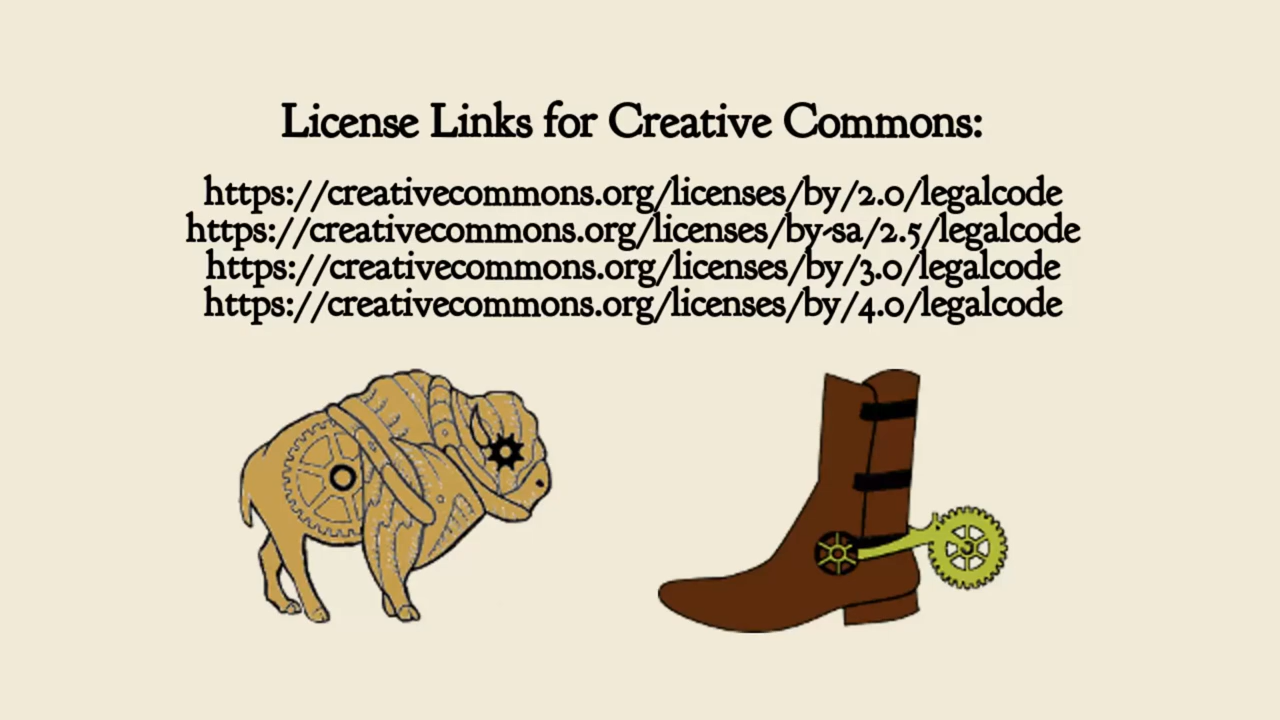 License Links for Creative Commons:
https://creativecommons.org/licenses/by/2.0/legalcode
https://creativecommons.org/licenses/by-sa/2.5/legalcode
https://creativecommons.org/licenses/by/3.0/legalcode
https://creativecommons.org/licenses/by/4.0/legalcode